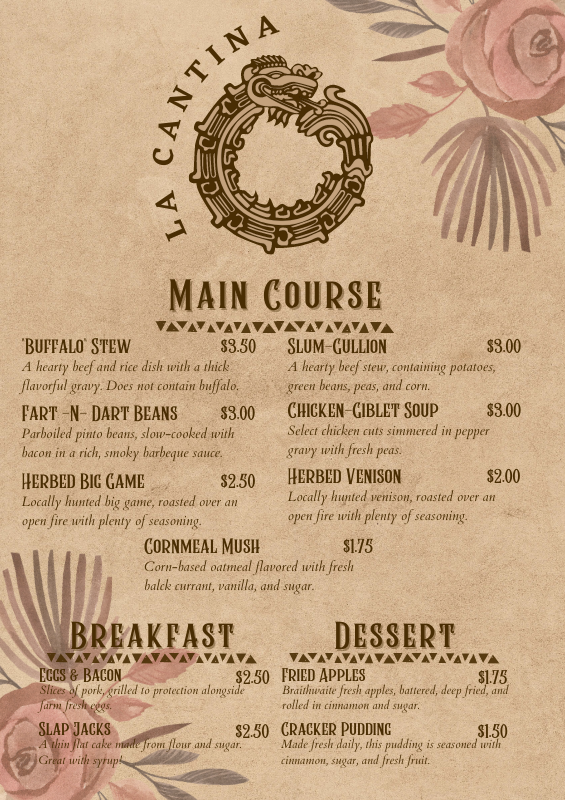 LA CANTINA
MAIN COURSE
'BUFFALO' STEW $3.50
A hearty beef and rice dish with a thick
flavorful gravy. Does not contain buffalo.
SLUM-GULLION $3.00
A hearty beef stew, containing potatoes,
green beans, peas, and corn.
FART -N- DART BEANS $3.00
Parboiled pinto beans, slow-cooked with
bacon in a rich, smoky barbeque sauce.
CHICKEN-GIBLET SOUP $3.00
Select chicken cuts simmered in pepper
gravy with fresh peas.
HERBED BIG GAME $2.50
Locally hunted big game, roasted over an
open fire with plenty of seasoning.
HERBED VENISON $2.00
Locally hunted venison, roasted over an
open fire with plenty of seasoning.
CORNMEAL MUSH $1.75
Corn-based oatmeal flavored with fresh
balck currant, vanilla, and sugar.
BREAKFAST
EGGS & BACON $2.50
Slices of pork, grilled to protection alongside
farm fresh eggs.
SLAP JACKS $2.50
A thin flat cake made from flour and sugar.
Great with syrup!
DESSERT
FRIED APPLES $1.75
Braithwaite fresh apples, battered, deep fried, and
rolled in cinnamon and sugar.
CRACKER PUDDING $1.50
Made fresh daily, this pudding is seasoned with
cinnamon, sugar, and fresh fruit.